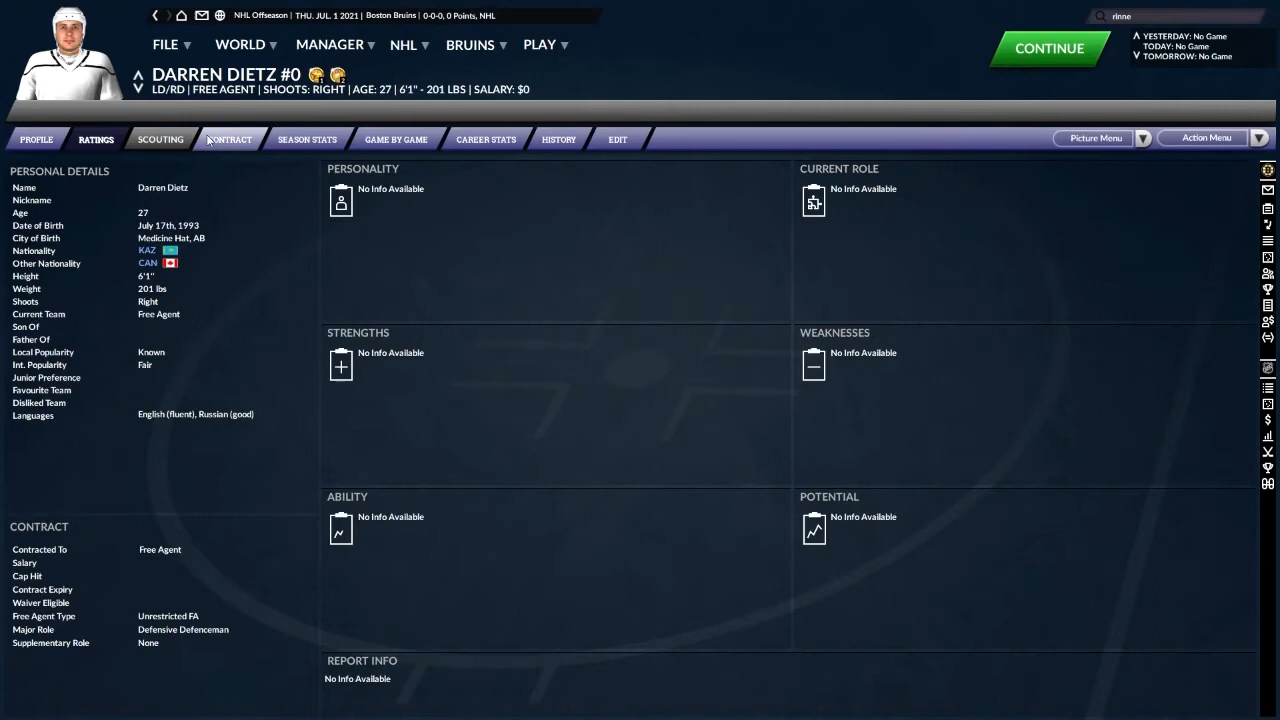 NHL Offseason | THU. JUL. 1 2021 | Boston Bruins | 0-0-0, 0 Points, NHL
rinne
FILE WORLD MANAGER NHL BRUINS PLAY
CONTINUE
YESTERDAY: No Game
TODAY: No Game
TOMORROW: No Game
DARREN DIETZ #0
LD/RD | FREE AGENT | SHOOTS: RIGHT | AGE: 27 | 6'1" - 201 LBS | SALARY: $0
PROFILE RATINGS SCOUTING CONTRACT SEASON STATS GAME BY GAME CAREER STATS HISTORY EDIT Picture Menu Action Menu
PERSONAL DETAILS
Name Darren Dietz
Nickname
Age 27
Date of Birth July 17th, 1993
City of Birth Medicine Hat, AB
Nationality KAZ
Other Nationality CAN
Height 6'1"
Weight 201 lbs
Shoots Right
Current Team Free Agent
Son Of
Father Of
Local Popularity Known
Int. Popularity Fair
Junior Preference
Favourite Team
Disliked Team
Languages English (fluent), Russian (good)
CONTRACT
Contracted To Free Agent
Salary
Cap Hit
Contract Expiry
Waiver Eligible
Free Agent Type Unrestricted FA
Major Role Defensive Defenceman
Supplementary Role None
PERSONALITY
No Info Available
CURRENT ROLE
No Info Available
STRENGTHS
No Info Available
WEAKNESSES
No Info Available
ABILITY
No Info Available
POTENTIAL
No Info Available
REPORT INFO
No Info Available